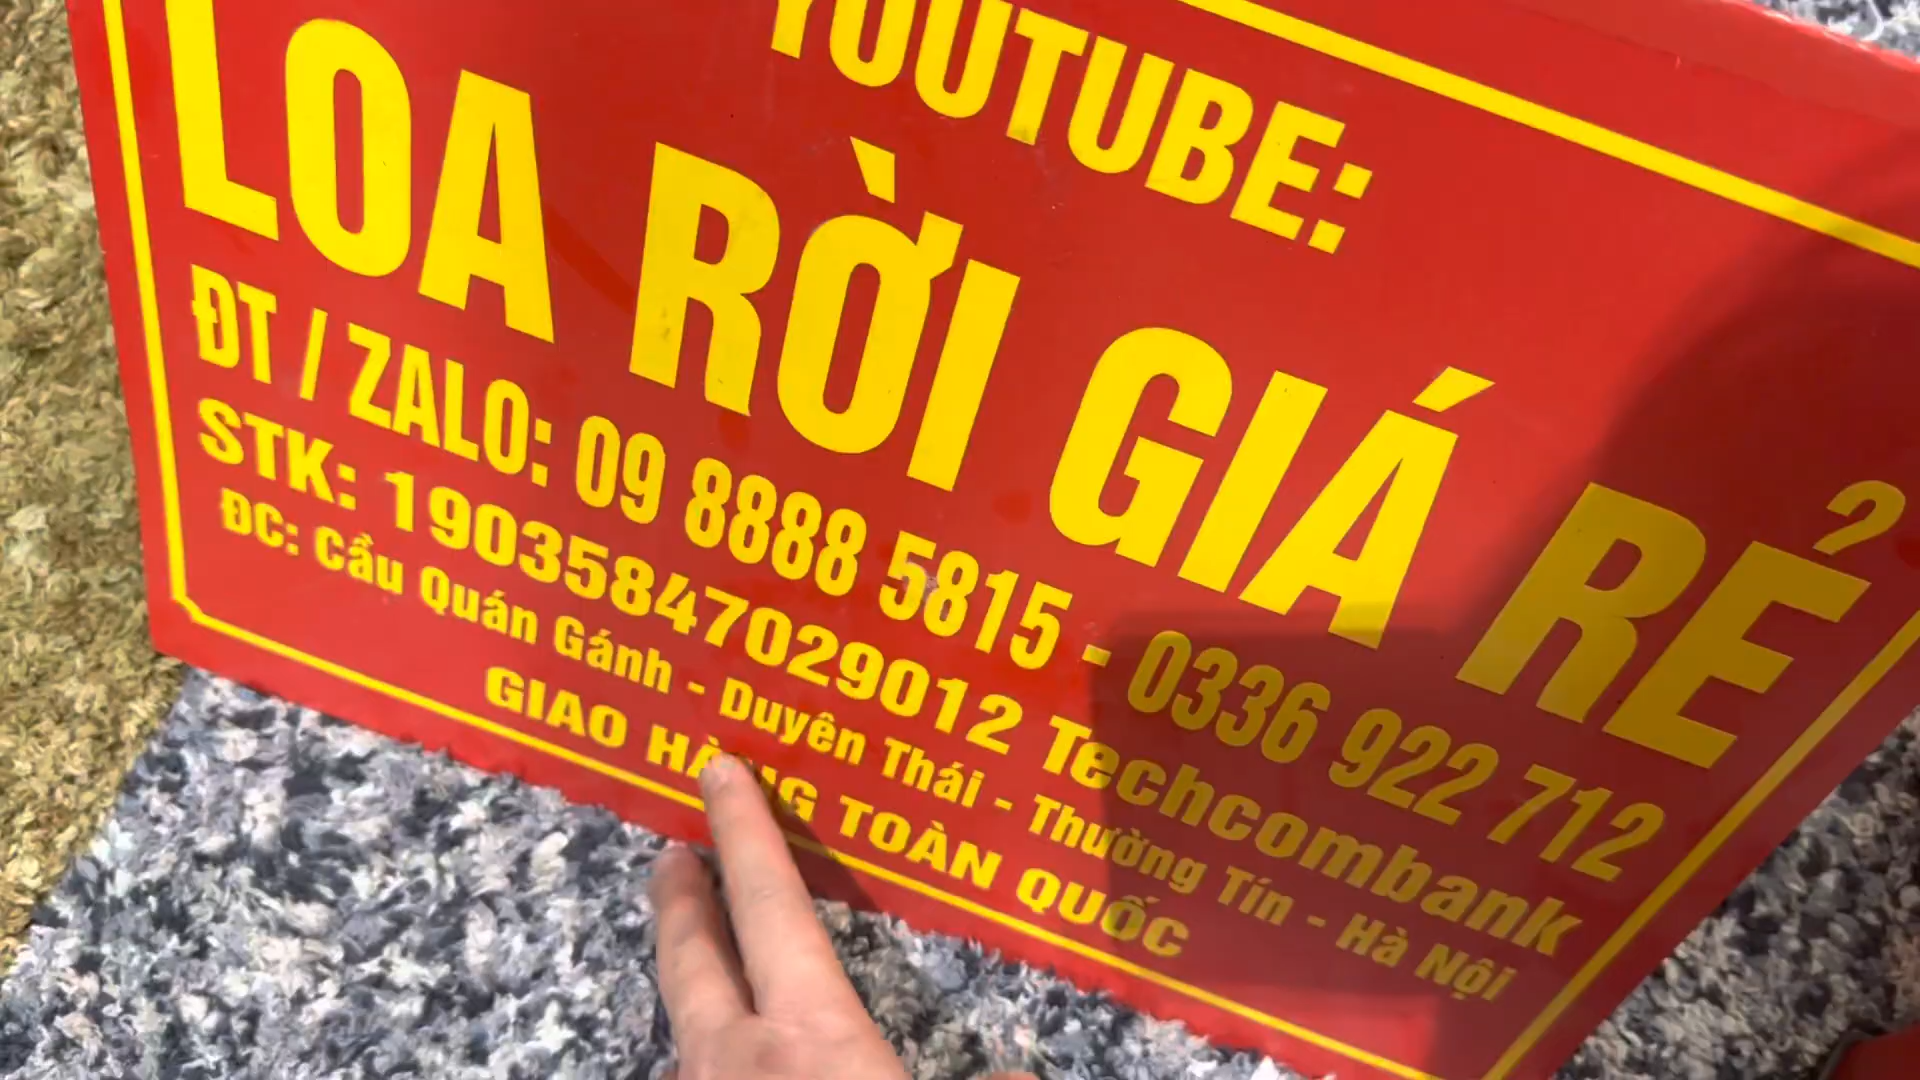 YOUTUBE:
LOA RỜI GIÁ RẺ
ĐT / ZALO: 09 8888 5815 - 0336 922 712
STK: 19035847029012 Techcombank
ĐC: Cầu Quán Gánh - Duyên Thái - Thường Tín - Hà Nội
GIAO HÀNG TOÀN QUỐC